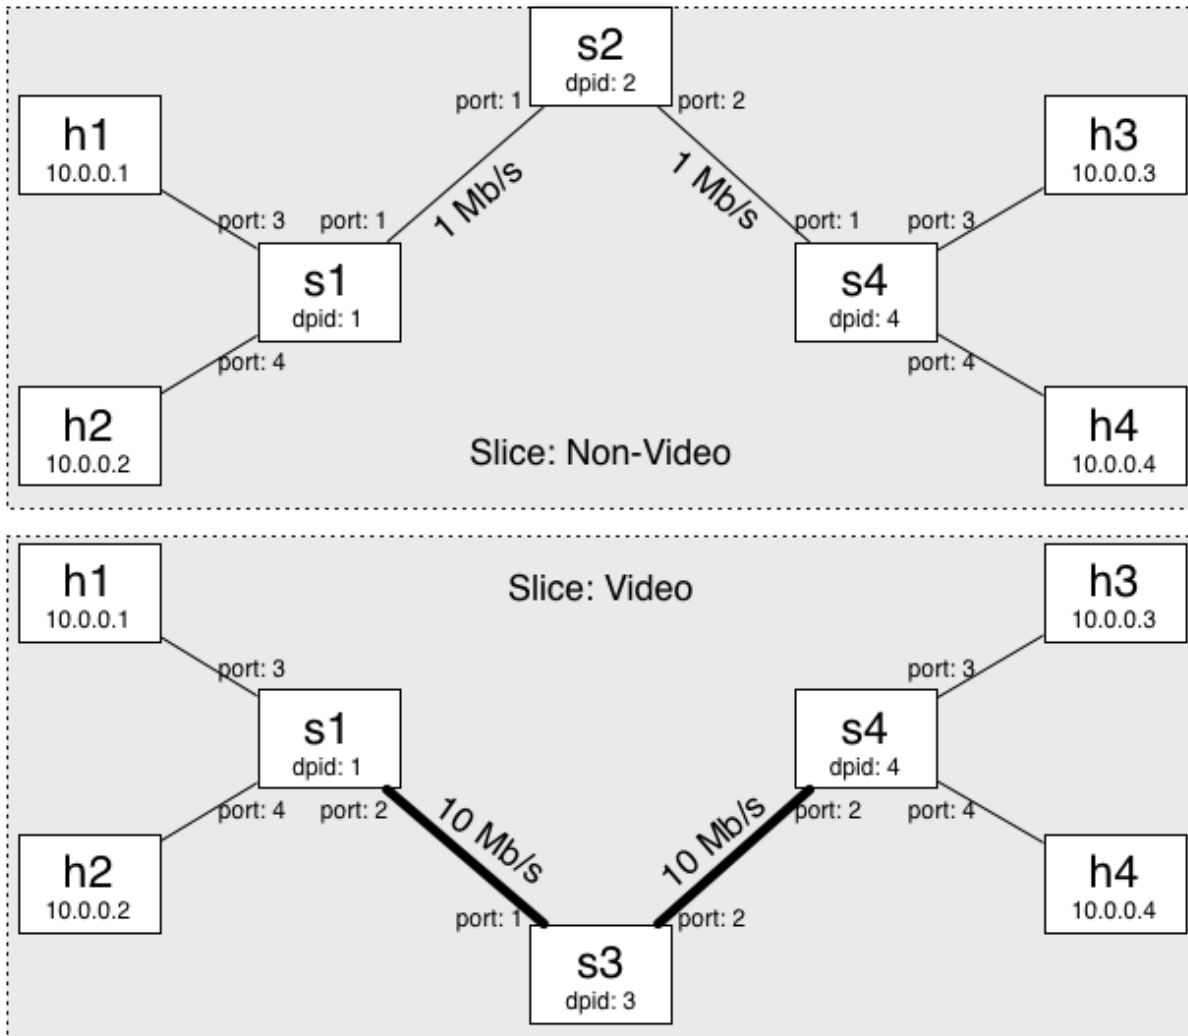 s2
dpid: 2
port: 1
port: 2
h1
10.0.0.1
h3
10.0.0.3
1 Mb/s
1 Mb/s
port: 3
port: 1
port: 1
port: 3
s1
dpid: 1
s4
dpid: 4
port: 4
port: 4
h2
10.0.0.2
Slice: Non-Video
h4
10.0.0.4
h1
10.0.0.1
Slice: Video
h3
10.0.0.3
port: 3
port: 3
s1
dpid: 1
s4
dpid: 4
port: 4
port: 2
port: 2
port: 4
10 Mb/s
10 Mb/s
h2
10.0.0.2
h4
10.0.0.4
port: 1
port: 2
s3
dpid: 3